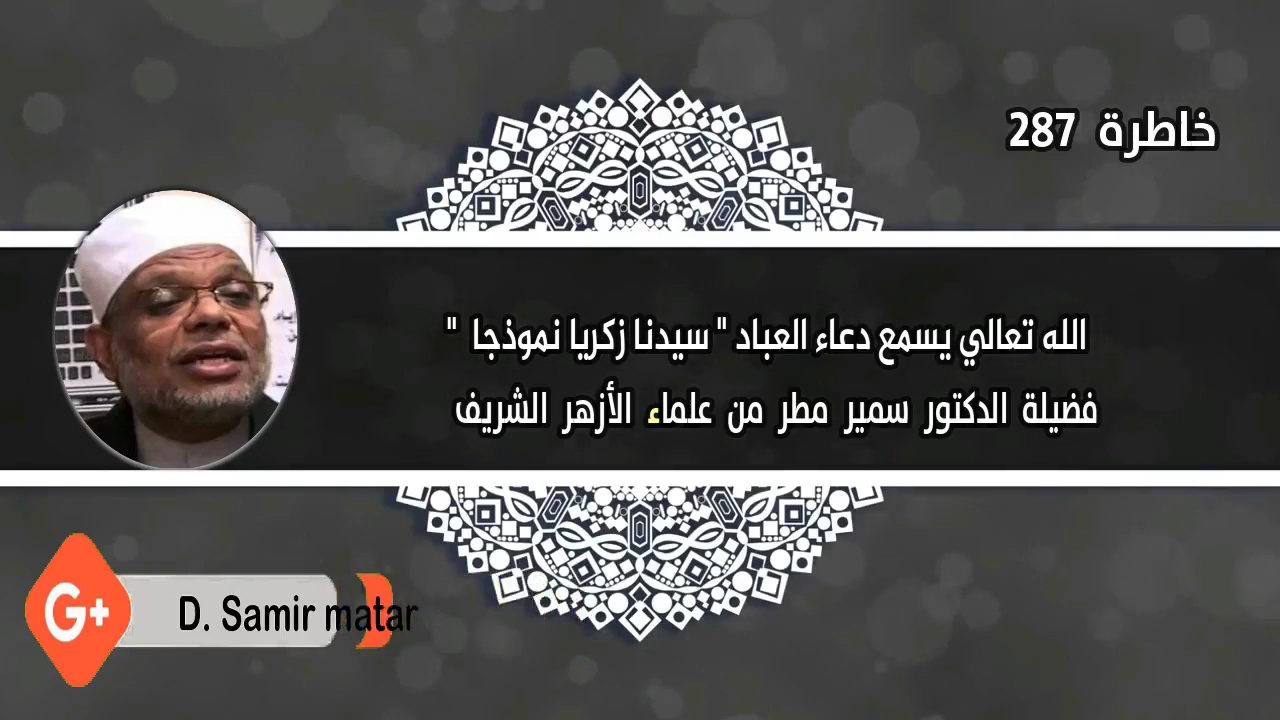 خاطرة 287
الله تعالي يسمع دعاء العباد " سيدنا زكريا نموذجا "
فضيلة الدكتور سمير مطر من علماء الأزهر الشريف
G+ D. Samir matar